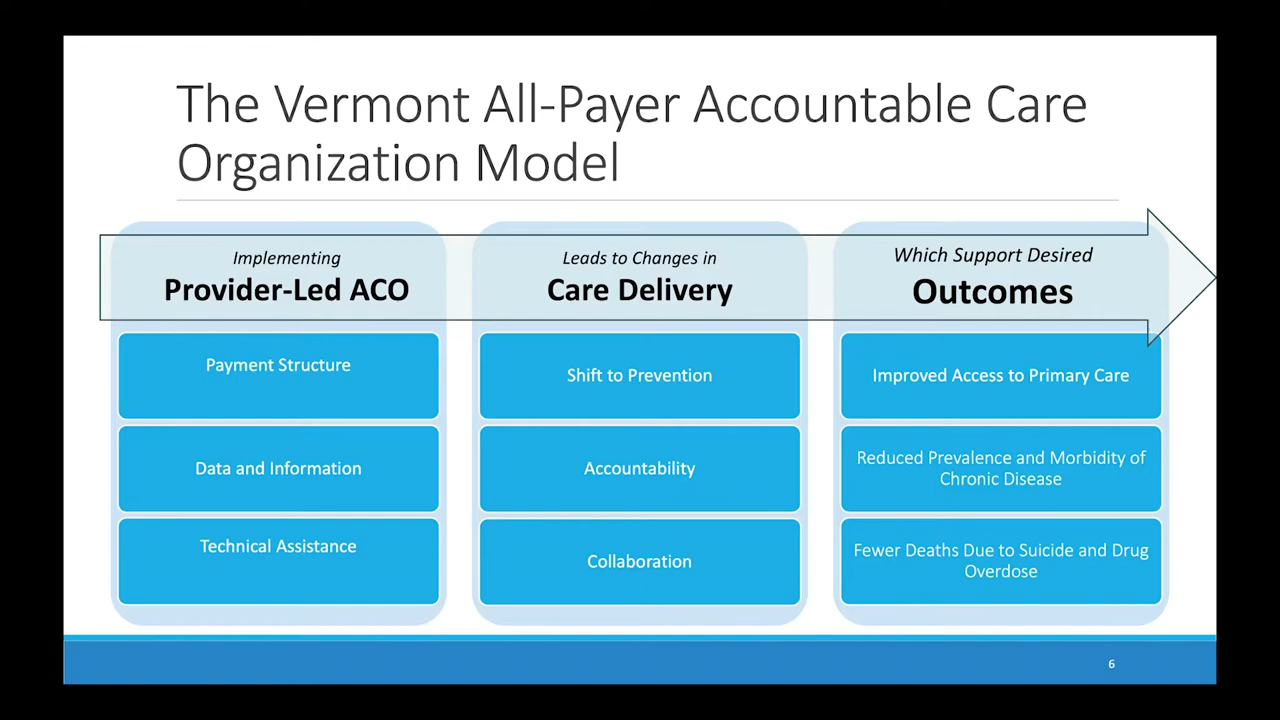 The Vermont All-Payer Accountable Care
Organization Model
Implementing
Provider-Led ACO
Payment Structure
Data and Information
Technical Assistance
Leads to Changes in
Care Delivery
Shift to Prevention
Accountability
Collaboration
Which Support Desired
Outcomes
Improved Access to Primary Care
Reduced Prevalence and Morbidity of
Chronic Disease
Fewer Deaths Due to Suicide and Drug
Overdose
6